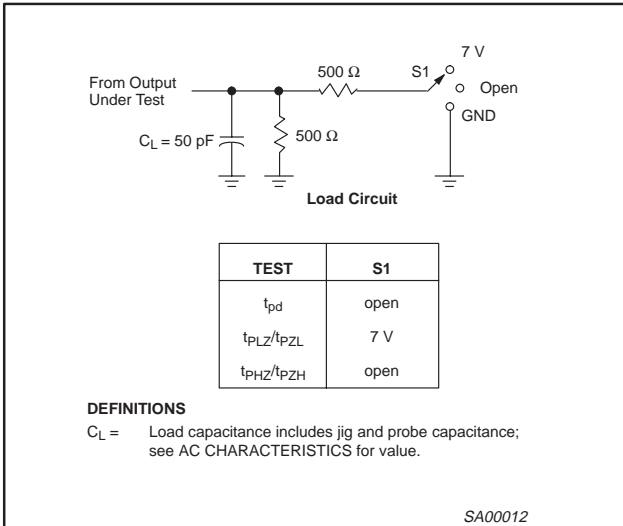 7 V
500 Ω
S1
From Output
Under Test
Open
GND
C_L = 50 pF
500 Ω
Load Circuit
TEST S1
t_pd open
t_PLZ/t_PZL 7 V
t_PHZ/t_PZH open
DEFINITIONS
C_L = Load capacitance includes jig and probe capacitance;
see AC CHARACTERISTICS for value.
SA00012